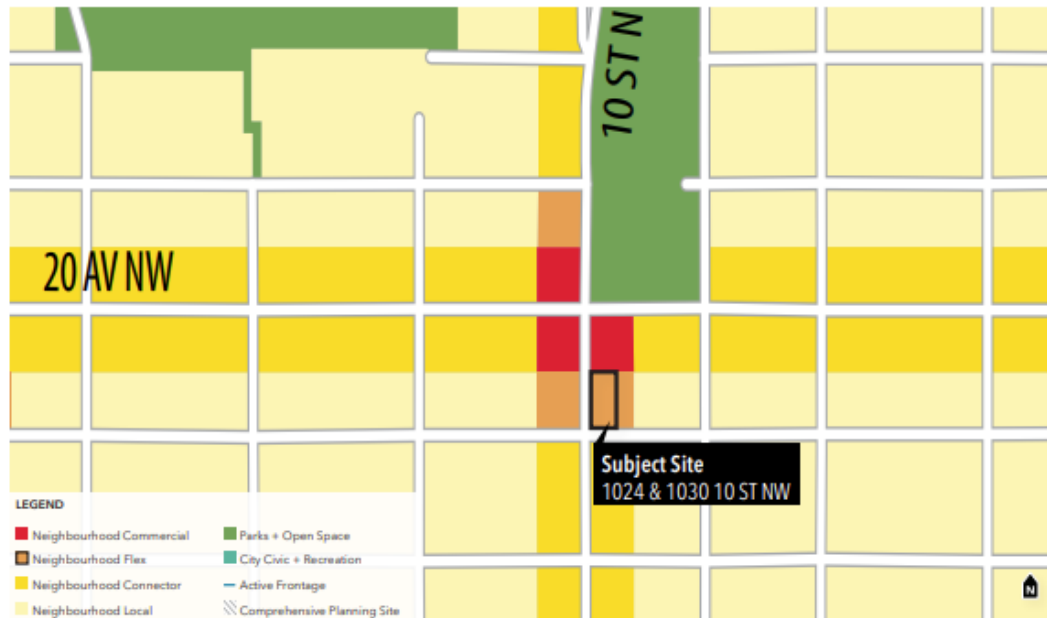 10 ST N
20 AV NW
Subject Site
1024 & 1030 10 ST NW
LEGEND
Neighbourhood Commercial
Neighbourhood Flex
Neighbourhood Connector
Neighbourhood Local
Parks + Open Space
City Civic + Recreation
Active Frontage
Comprehensive Planning Site
N